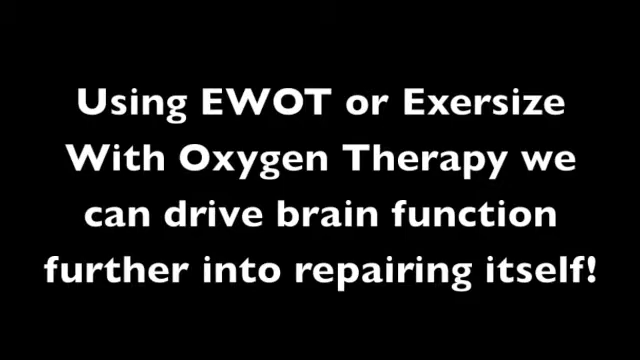 Using EWOT or Exersize
With Oxygen Therapy we
can drive brain function
further into repairing itself!